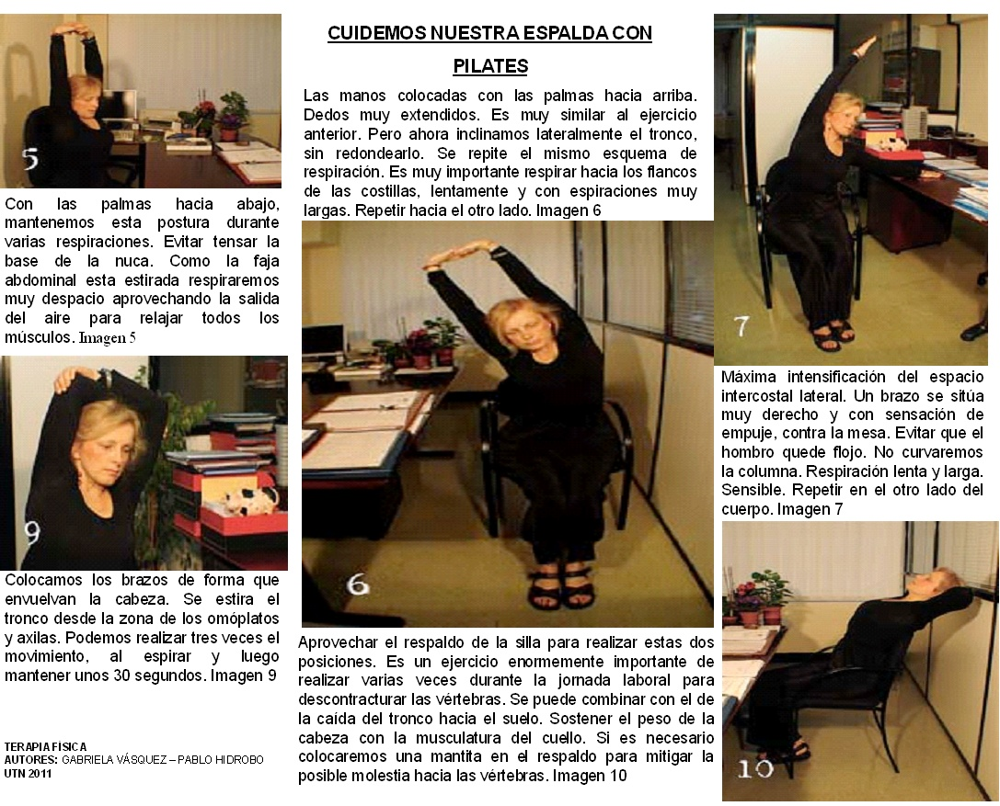 CUIDEMOS NUESTRA ESPALDA CON
PILATES
5
Con las palmas hacia abajo,
mantenemos esta postura durante
varias respiraciones. Evitar tensar la
base de la nuca. Como la faja
abdominal esta estirada respiraremos
muy despacio aprovechando la salida
del aire para relajar todos los
músculos. Imagen 5
9
Colocamos los brazos de forma que
envuelvan la cabeza. Se estira el
tronco desde la zona de los omóplatos
y axilas. Podemos realizar tres veces el
movimiento, al espirar y luego
mantener unos 30 segundos. Imagen 9
TERAPIA FÍSICA
AUTORES: GABRIELA VÁSQUEZ – PABLO HIDROBO
UTN 2011
Las manos colocadas con las palmas hacia arriba.
Dedos muy extendidos. Es muy similar al ejercicio
anterior. Pero ahora inclinamos lateralmente el tronco,
sin redondearlo. Se repite el mismo esquema de
respiración. Es muy importante respirar hacia los flancos
de las costillas, lentamente y con espiraciones muy
largas. Repetir hacia el otro lado. Imagen 6
6
Aprovechar el respaldo de la silla para realizar estas dos
posiciones. Es un ejercicio enormemente importante de
realizar varias veces durante la jornada laboral para
descontracturar las vértebras. Se puede combinar con el de
la caída del tronco hacia el suelo. Sostener el peso de la
cabeza con la musculatura del cuello. Si es necesario
colocaremos una mantita en el respaldo para mitigar la
posible molestia hacia las vértebras. Imagen 10
7
Máxima intensificación del espacio
intercostal lateral. Un brazo se sitúa
muy derecho y con sensación de
empuje, contra la mesa. Evitar que el
hombro quede flojo. No curvaremos
la columna. Respiración lenta y larga.
Sensible. Repetir en el otro lado del
cuerpo. Imagen 7
10